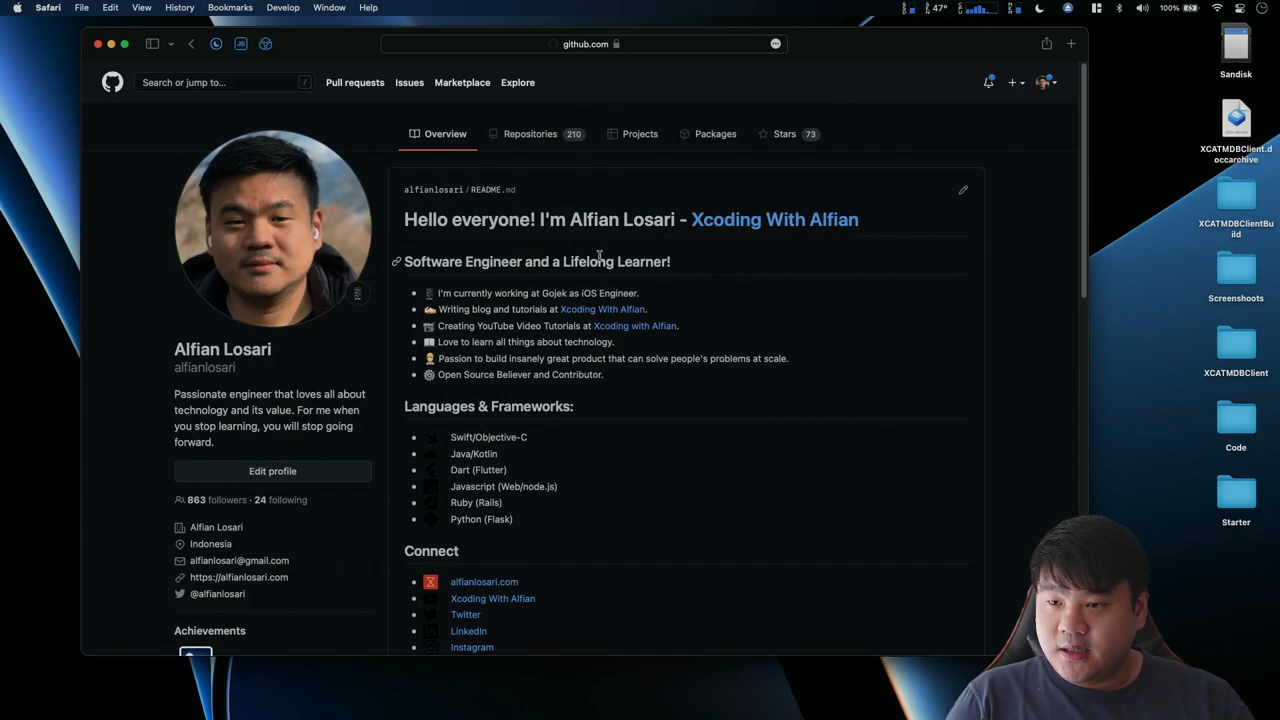 Safari File Edit View History Bookmarks Develop Window Help
47°
100%
github.com
Search or jump to...
/
Pull requests
Issues
Marketplace
Explore
Overview
Repositories 210
Projects
Packages
Stars 73
alfianlosari/README.md
Hello everyone! I'm Alfian Losari - Xcoding With Alfian
Software Engineer and a Lifelong Learner!
I'm currently working at Gojek as iOS Engineer.
Writing blog and tutorials at Xcoding With Alfian.
Creating YouTube Video Tutorials at Xcoding with Alfian.
Love to learn all things about technology.
Passion to build insanely great product that can solve people's problems at scale.
Open Source Believer and Contributor.
Languages & Frameworks:
Swift/Objective-C
Java/Kotlin
Dart (Flutter)
Javascript (Web/node.js)
Ruby (Rails)
Python (Flask)
Connect
alfianlosari.com
Xcoding With Alfian
Twitter
LinkedIn
Instagram
Alfian Losari
alfianlosari
Passionate engineer that loves all about
technology and its value. For me when
you stop learning, you will stop going
forward.
Edit profile
863 followers · 24 following
Alfian Losari
Indonesia
alfianlosari@gmail.com
https://alfianlosari.com
@alfianlosari
Achievements
Sandisk
XCATMDBClient.d
occarchive
XCATMDBClientBu
ild
Screenshoots
XCATMDBClient
Code
Starter